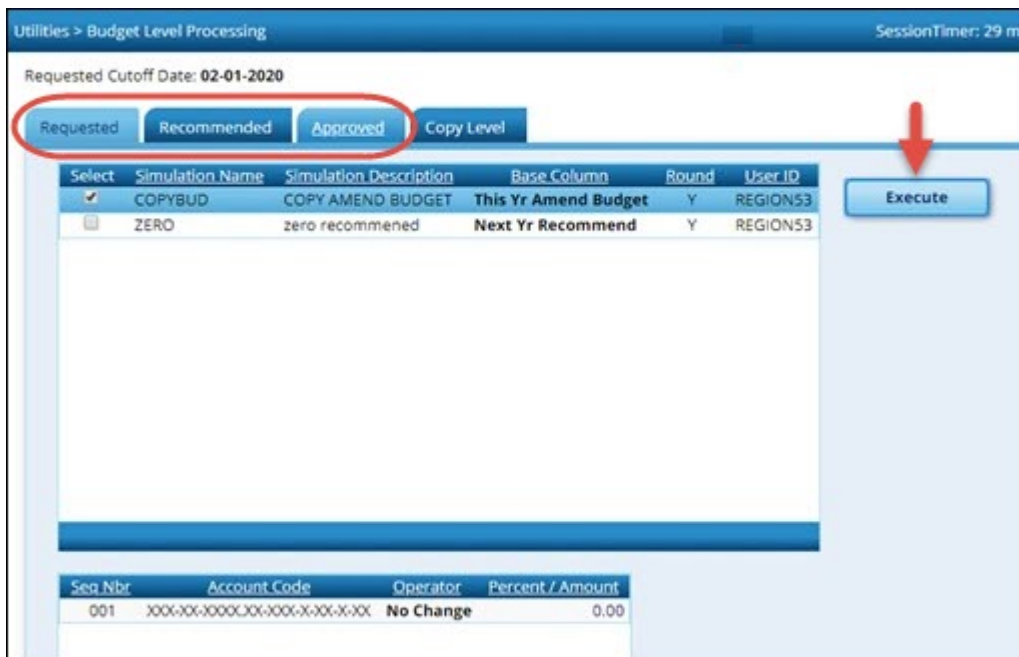 Utilities > Budget Level Processing SessionTimer: 29 m
Requested Cutoff Date: 02-01-2020
Requested Recommended Approved Copy Level
Select Simulation Name Simulation Description Base Column Round User ID
COPYBUD COPY AMEND BUDGET This Yr Amend Budget Y REGION53
Execute
ZERO zero recommened Next Yr Recommend Y REGION53
Seq Nbr Account Code Operator Percent / Amount
001 XXX-XX-XXXX.XX-XXX-X-XX-X-XX No Change 0.00